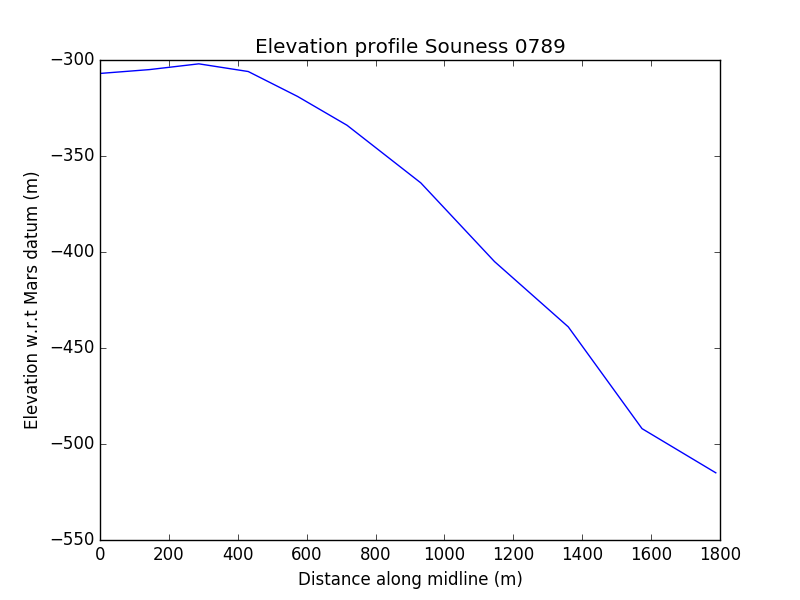 Elevation profile Souness 0789
−300
−350
−400
−450
−500
−550
Elevation w.r.t Mars datum (m)
0 200 400 600 800 1000 1200 1400 1600 1800
Distance along midline (m)